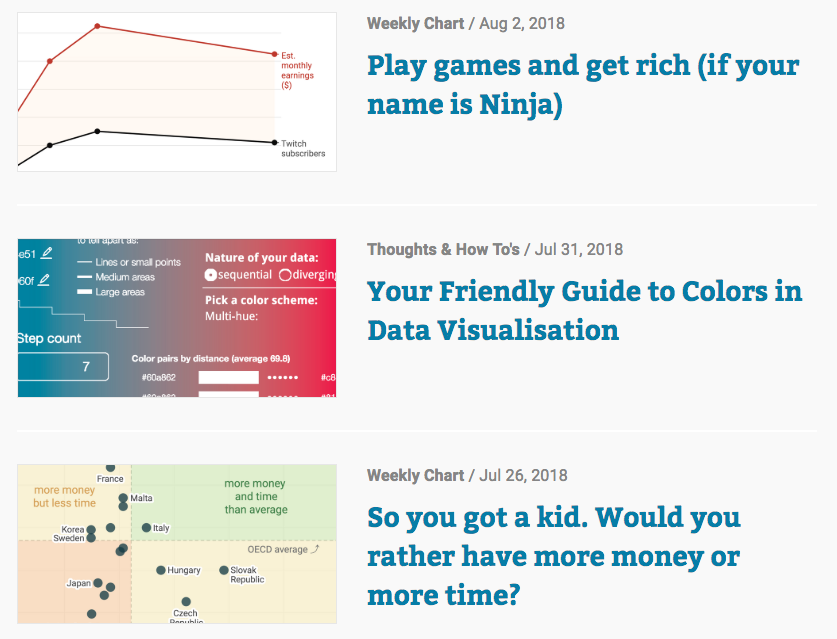 Weekly Chart / Aug 2, 2018
Play games and get rich (if your
name is Ninja)
Est.
monthly
earnings
($)
Twitch
subscribers
Thoughts & How To's / Jul 31, 2018
Your Friendly Guide to Colors in
Data Visualisation
to tell apart as:
e51
60f
Lines or small points
Medium areas
Large areas
Step count
7
Nature of your data:
sequential diverging
Pick a color scheme:
Multi-hue:
Color pairs by distance (average 69.8)
#60a862 #c8
Weekly Chart / Jul 26, 2018
So you got a kid. Would you
rather have more money or
more time?
France
more money
but less time
more money
and time
than average
Malta
Korea
Italy
Sweden
OECD average
Hungary
Slovak
Republic
Japan
Czech
Republic